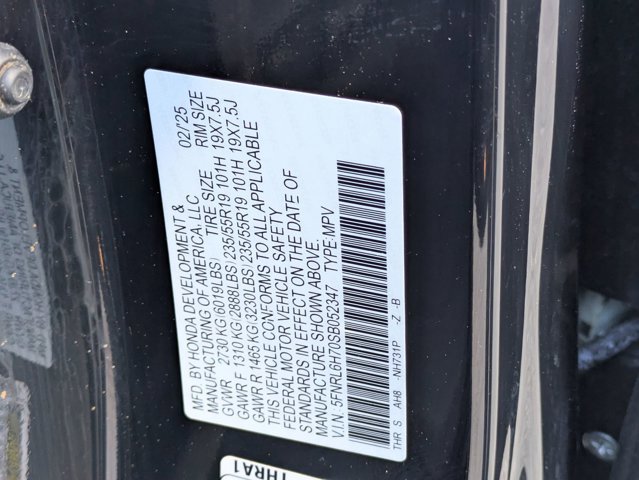 MFD. BY HONDA DEVELOPMENT & 02/'25
MANUFACTURING OF AMERICA, LLC
GVWR 2730 KG(6019LBS) TIRE SIZE RIM SIZE
GAWR F 1310 KG(2888LBS) 235/55R19 101H 19X7.5J
GAWR R 1465 KG(3230LBS) 235/55R19 101H 19X7.5J
THIS VEHICLE CONFORMS TO ALL APPLICABLE
FEDERAL MOTOR VEHICLE SAFETY
STANDARDS IN EFFECT ON THE DATE OF
MANUFACTURE SHOWN ABOVE.
V.I.N: 5FNRL6H70SB052347 TYPE:MPV
THR S AH8 -NH731P -Z -B
THRA1